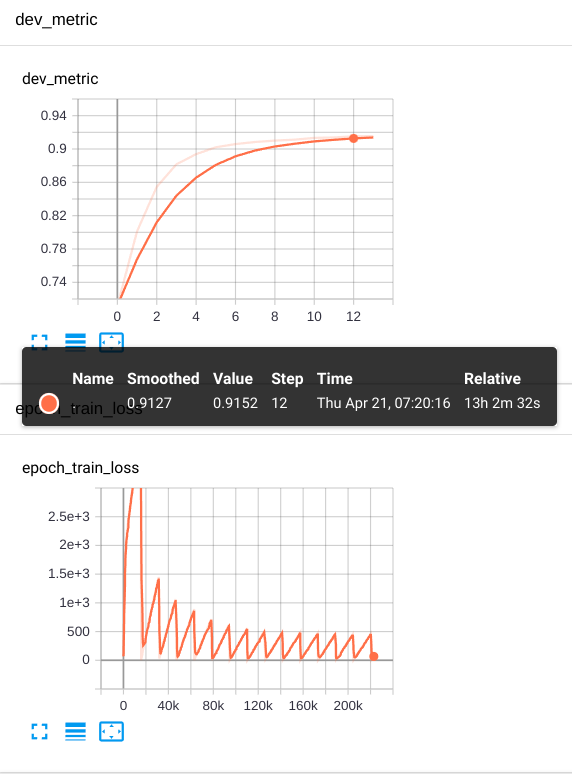 dev_metric
dev_metric
0.94
0.9
0.86
0.82
0.78
0.74
0 2 4 6 8 10 12
Name Smoothed Value Step Time Relative
0.9127 0.9152 12 Thu Apr 21, 07:20:16 13h 2m 32s
epoch_train_loss
epoch_train_loss
2.5e+3
2e+3
1.5e+3
1e+3
500
0
0 40k 80k 120k 160k 200k